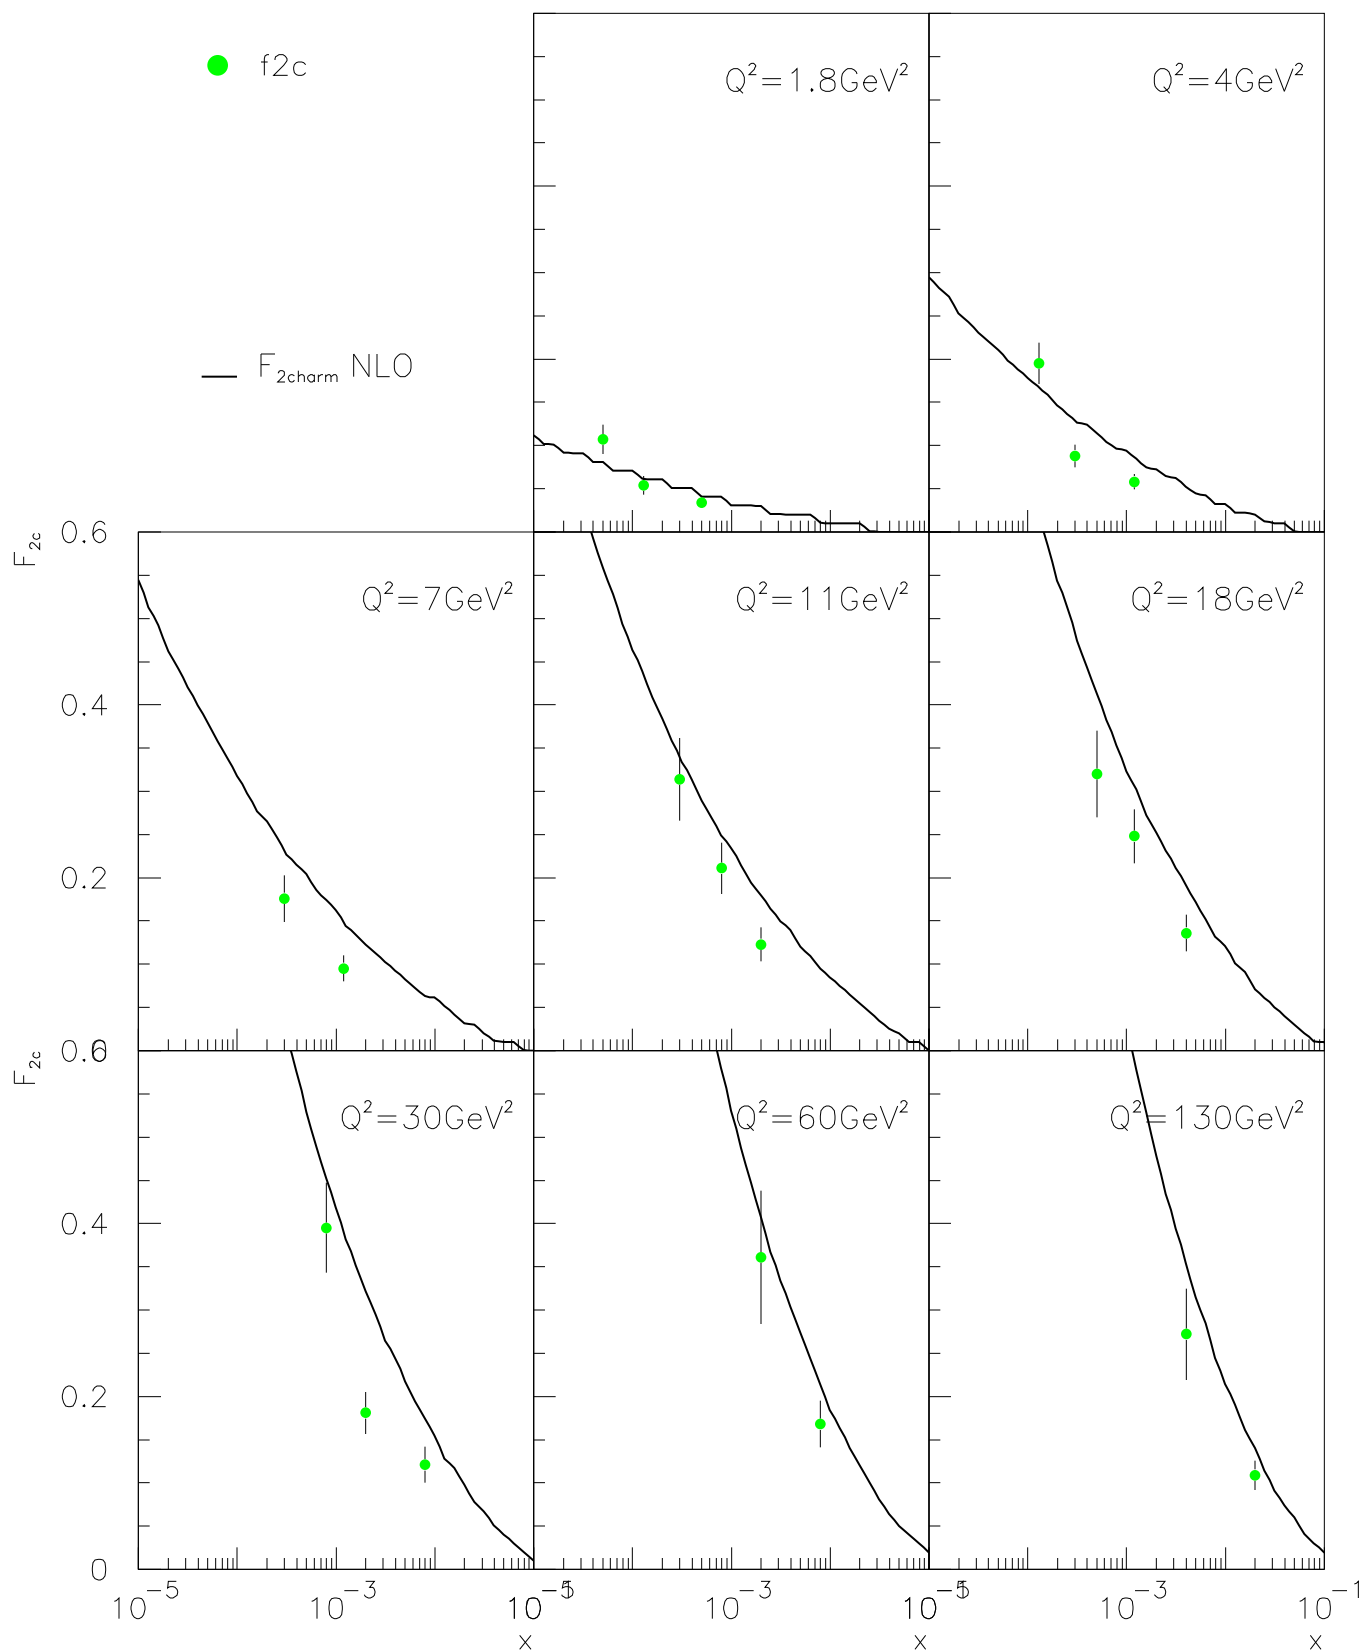 f2c
Q²=1.8GeV²
Q²=4GeV²
F₂charm NLO
0.6
F₂c
Q²=7GeV²
Q²=11GeV²
Q²=18GeV²
0.4
0.2
0.6
F₂c
Q²=30GeV²
Q²=60GeV²
Q²=130GeV²
0.4
0.2
0
10⁻⁵ 10⁻³ 10⁻⁵ 10⁻³ 10⁻⁵ 10⁻³ 10⁻¹
x x x